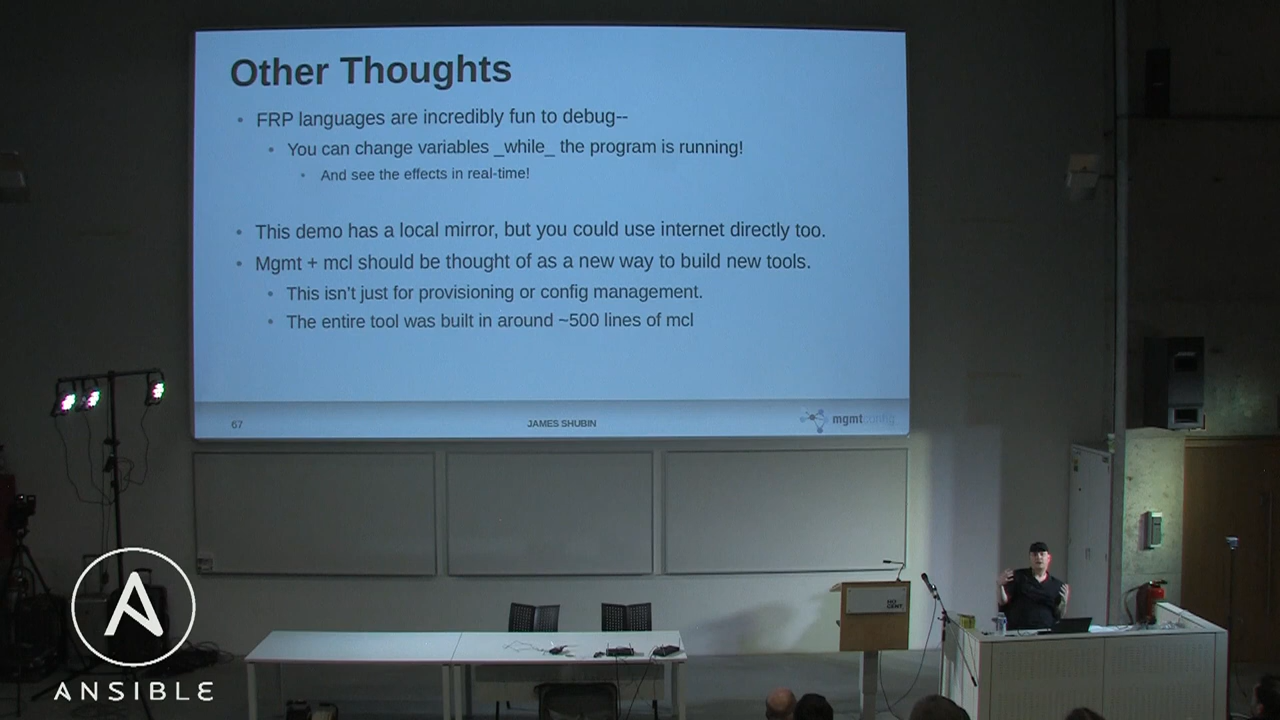 Other Thoughts
FRP languages are incredibly fun to debug--
You can change variables _while_ the program is running!
And see the effects in real-time!
This demo has a local mirror, but you could use internet directly too.
Mgmt + mcl should be thought of as a new way to build new tools.
This isn't just for provisioning or config management.
The entire tool was built in around ~500 lines of mcl
67
JAMES SHUBIN
mgmtconfig
HO
GENT
ANSIBLE